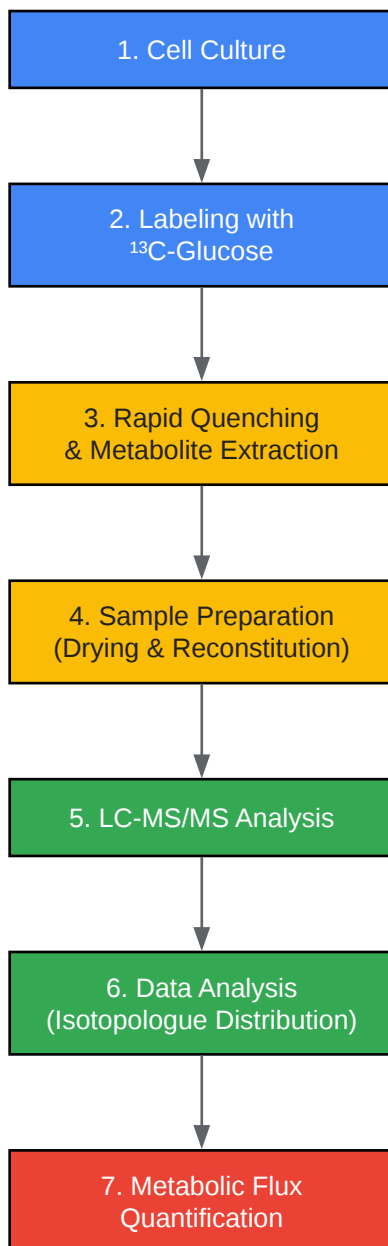 1. Cell Culture
2. Labeling with
¹³C-Glucose
3. Rapid Quenching
& Metabolite Extraction
4. Sample Preparation
(Drying & Reconstitution)
5. LC-MS/MS Analysis
6. Data Analysis
(Isotopologue Distribution)
7. Metabolic Flux
Quantification